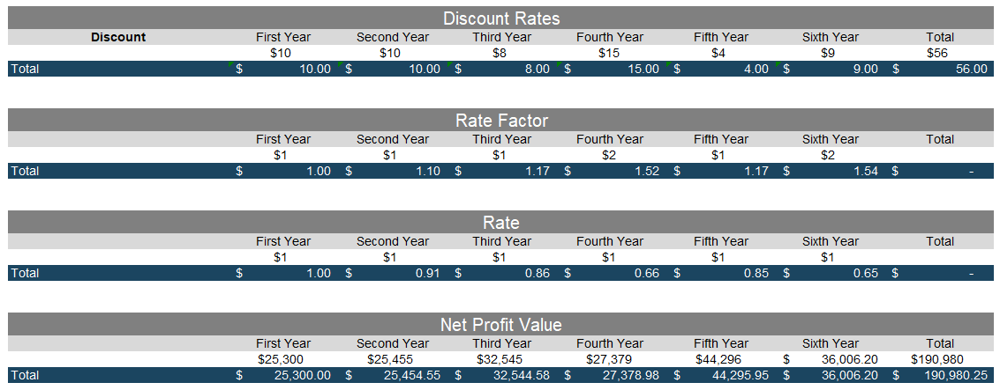 Discount Rates
Discount First Year Second Year Third Year Fourth Year Fifth Year Sixth Year Total
$10 $10 $8 $15 $4 $9 $56
Total $ 10.00 $ 10.00 $ 8.00 $ 15.00 $ 4.00 $ 9.00 $ 56.00
Rate Factor
First Year Second Year Third Year Fourth Year Fifth Year Sixth Year Total
$1 $1 $1 $2 $1 $2
Total $ 1.00 $ 1.10 $ 1.17 $ 1.52 $ 1.17 $ 1.54 $ -
Rate
First Year Second Year Third Year Fourth Year Fifth Year Sixth Year Total
$1 $1 $1 $1 $1 $1
Total $ 1.00 $ 0.91 $ 0.86 $ 0.66 $ 0.85 $ 0.65 $ -
Net Profit Value
First Year Second Year Third Year Fourth Year Fifth Year Sixth Year Total
$25,300 $25,455 $32,545 $27,379 $44,296 $ 36,006.20 $190,980
Total $ 25,300.00 $ 25,454.55 $ 32,544.58 $ 27,378.98 $ 44,295.95 $ 36,006.20 $ 190,980.25